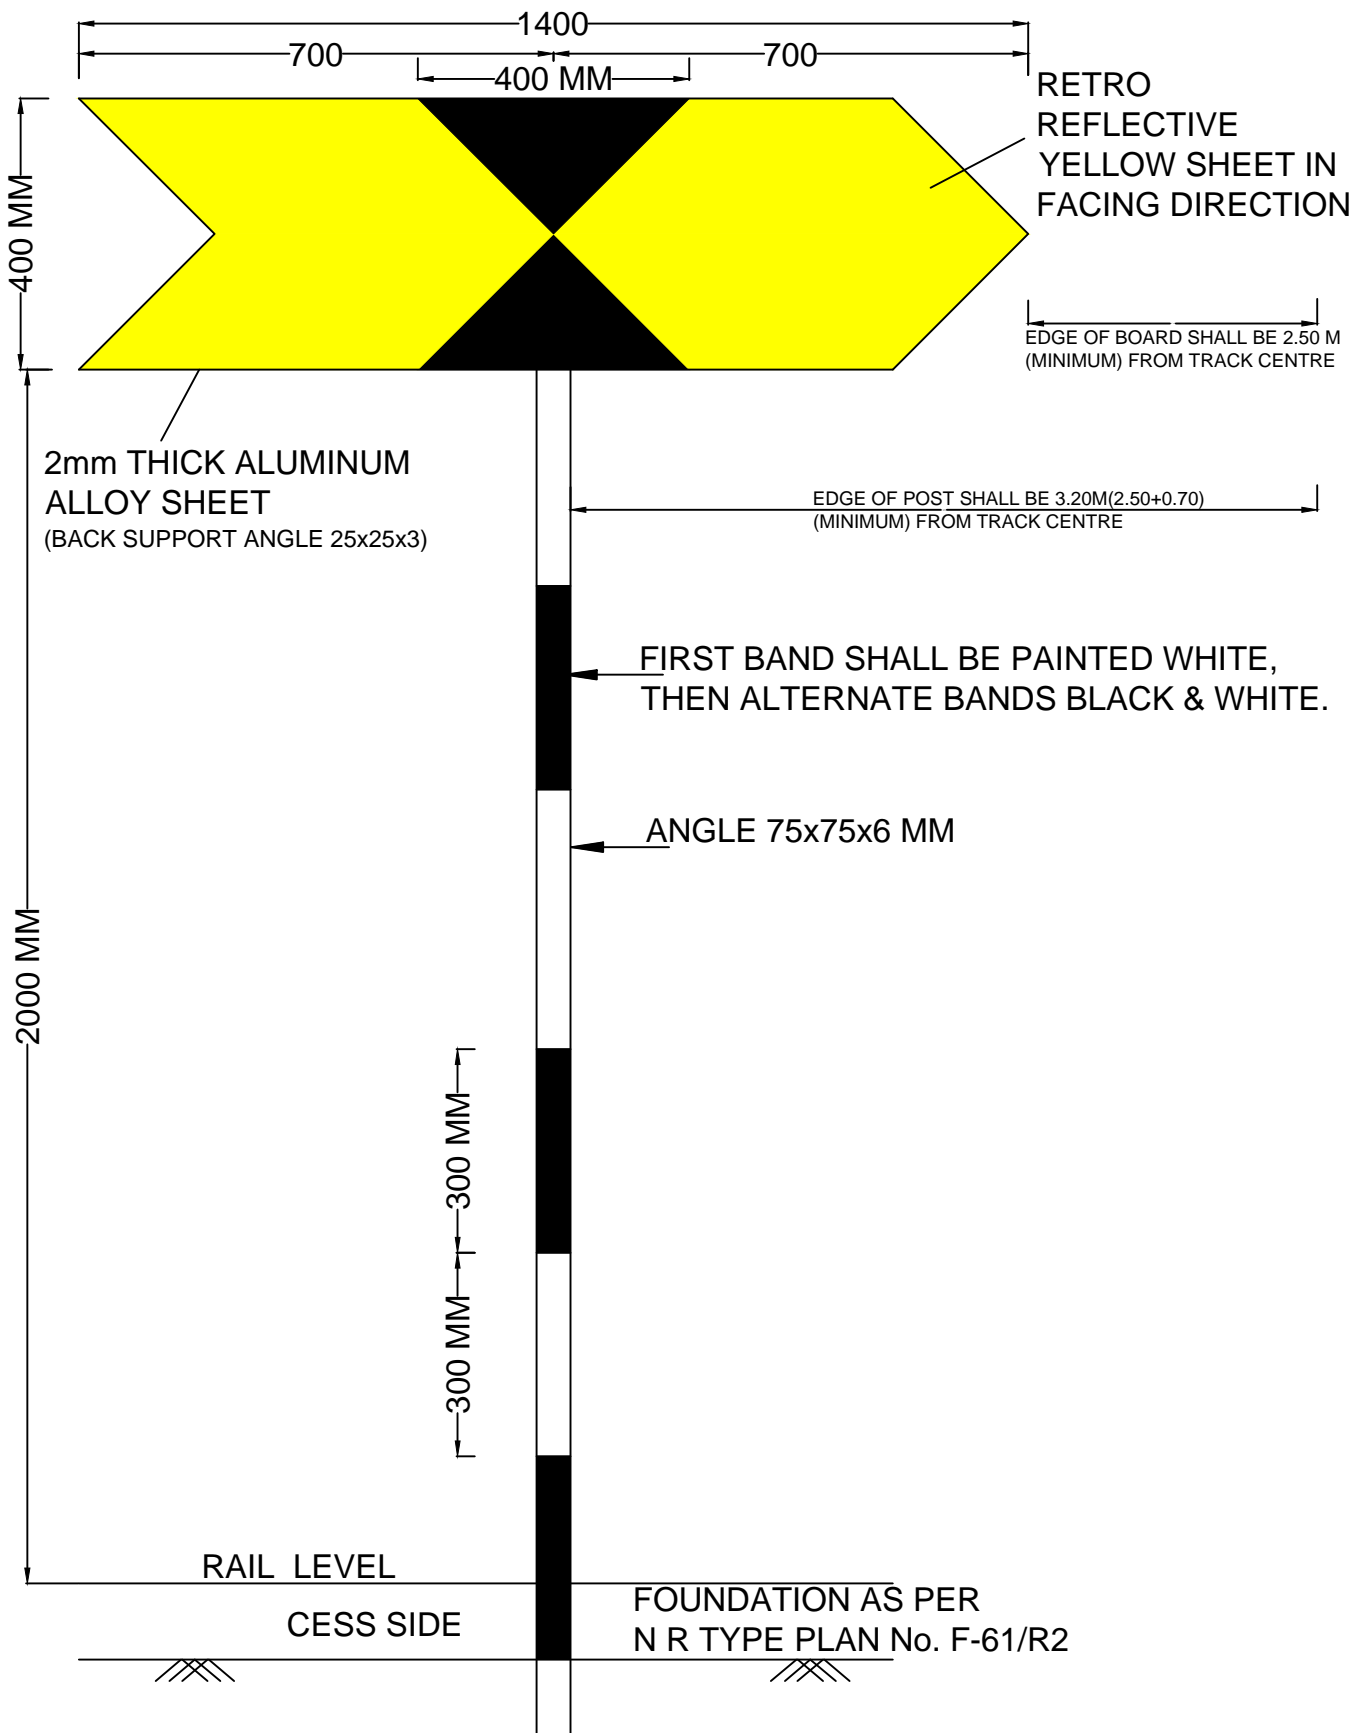 1400
700
700
400 MM
RETRO
REFLECTIVE
YELLOW SHEET IN
FACING DIRECTION
400 MM
EDGE OF BOARD SHALL BE 2.50 M
(MINIMUM) FROM TRACK CENTRE
2mm THICK ALUMINUM
ALLOY SHEET
(BACK SUPPORT ANGLE 25x25x3)
EDGE OF POST SHALL BE 3.20M(2.50+0.70)
(MINIMUM) FROM TRACK CENTRE
FIRST BAND SHALL BE PAINTED WHITE,
THEN ALTERNATE BANDS BLACK & WHITE.
ANGLE 75x75x6 MM
2000 MM
300 MM
300 MM
RAIL LEVEL
CESS SIDE
FOUNDATION AS PER
N R TYPE PLAN No. F-61/R2